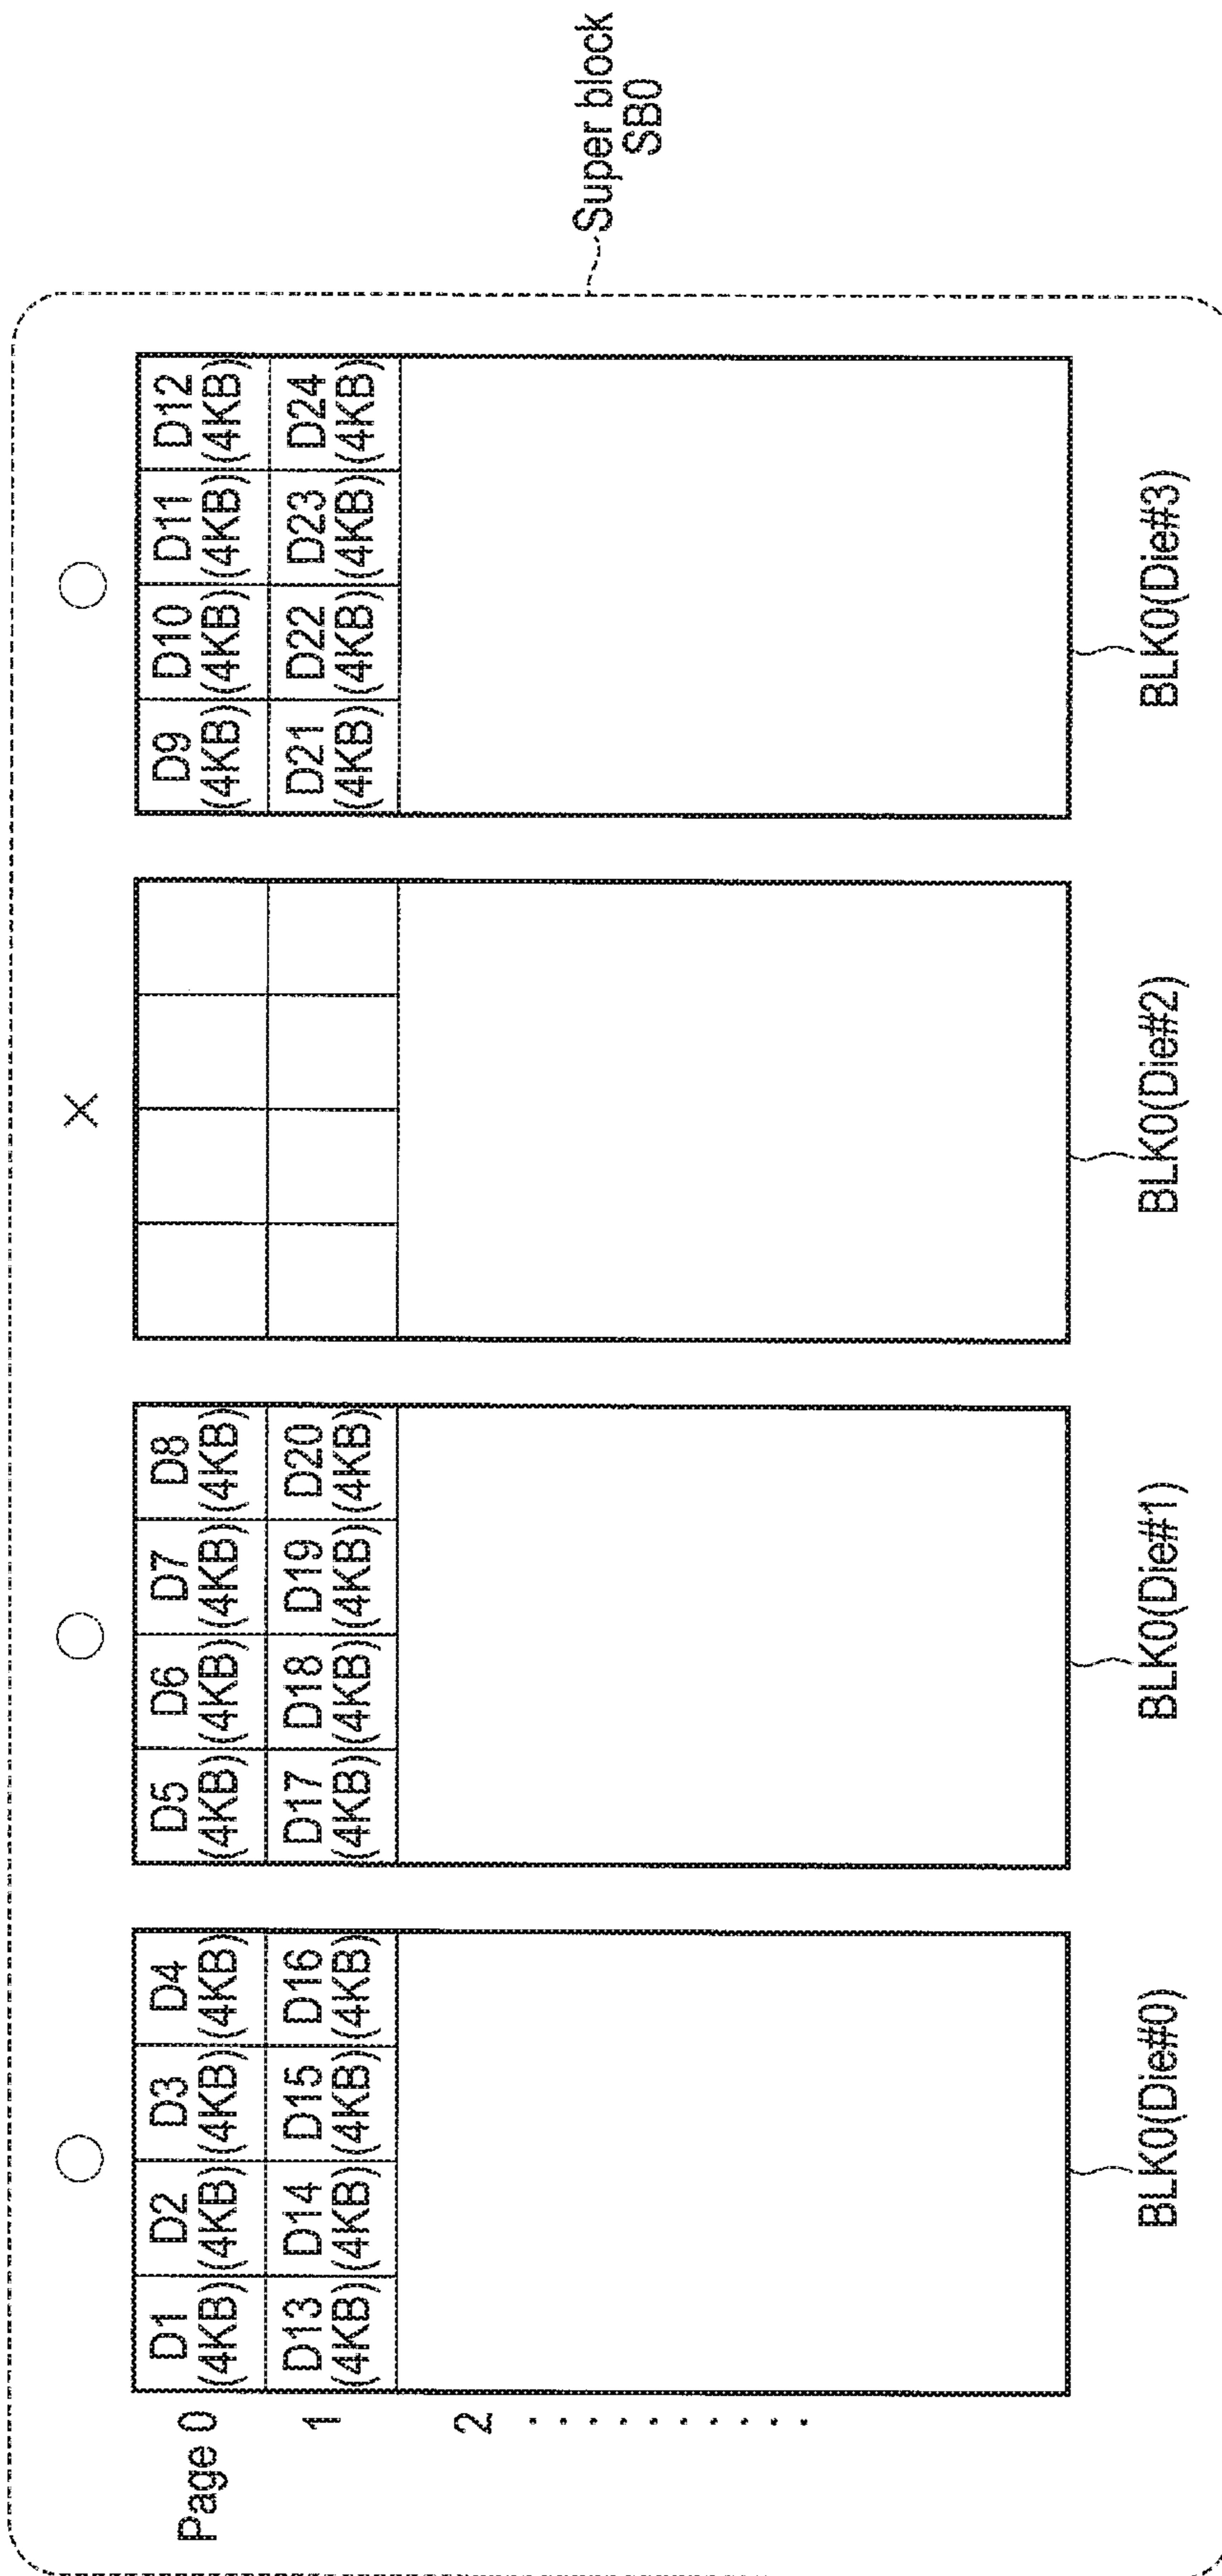 Page 0
1
2
D1 D2 D3 D4
(4KB) (4KB) (4KB) (4KB)
D13 D14 D15 D16
(4KB) (4KB) (4KB) (4KB)
BLK0(Die#0)
D5 D6 D7 D8
(4KB) (4KB) (4KB) (4KB)
D17 D18 D19 D20
(4KB) (4KB) (4KB) (4KB)
BLK0(Die#1)
×
BLK0(Die#2)
D9 D10 D11 D12
(4KB) (4KB) (4KB) (4KB)
D21 D22 D23 D24
(4KB) (4KB) (4KB) (4KB)
BLK0(Die#3)
Super block
SB0